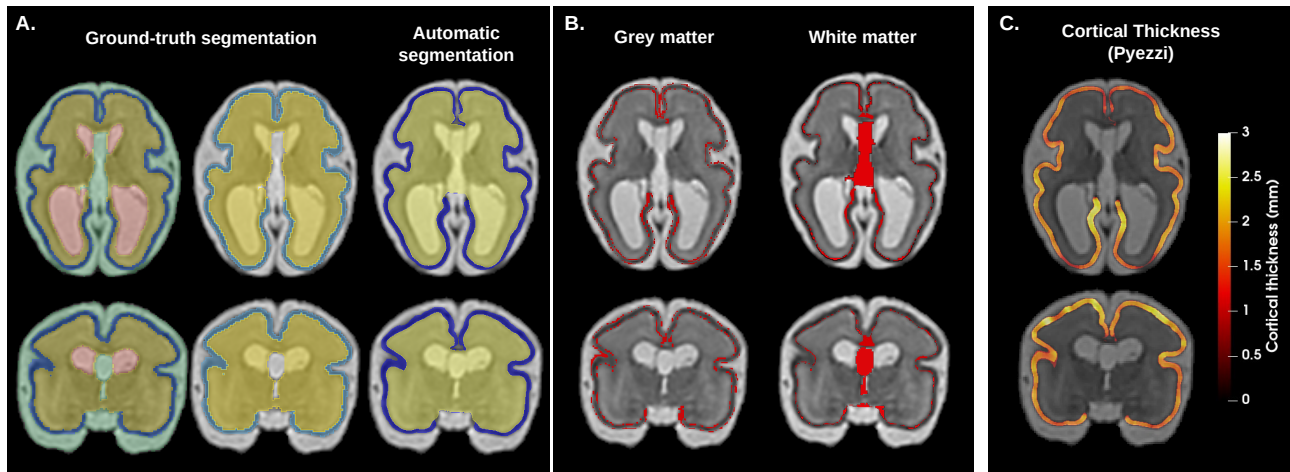 A.
Ground-truth segmentation
Automatic
segmentation
B.
Grey matter
White matter
C.
Cortical Thickness
(Pyezzi)
3
2.5
2
1.5
1
0.5
0
Cortical thickness (mm)